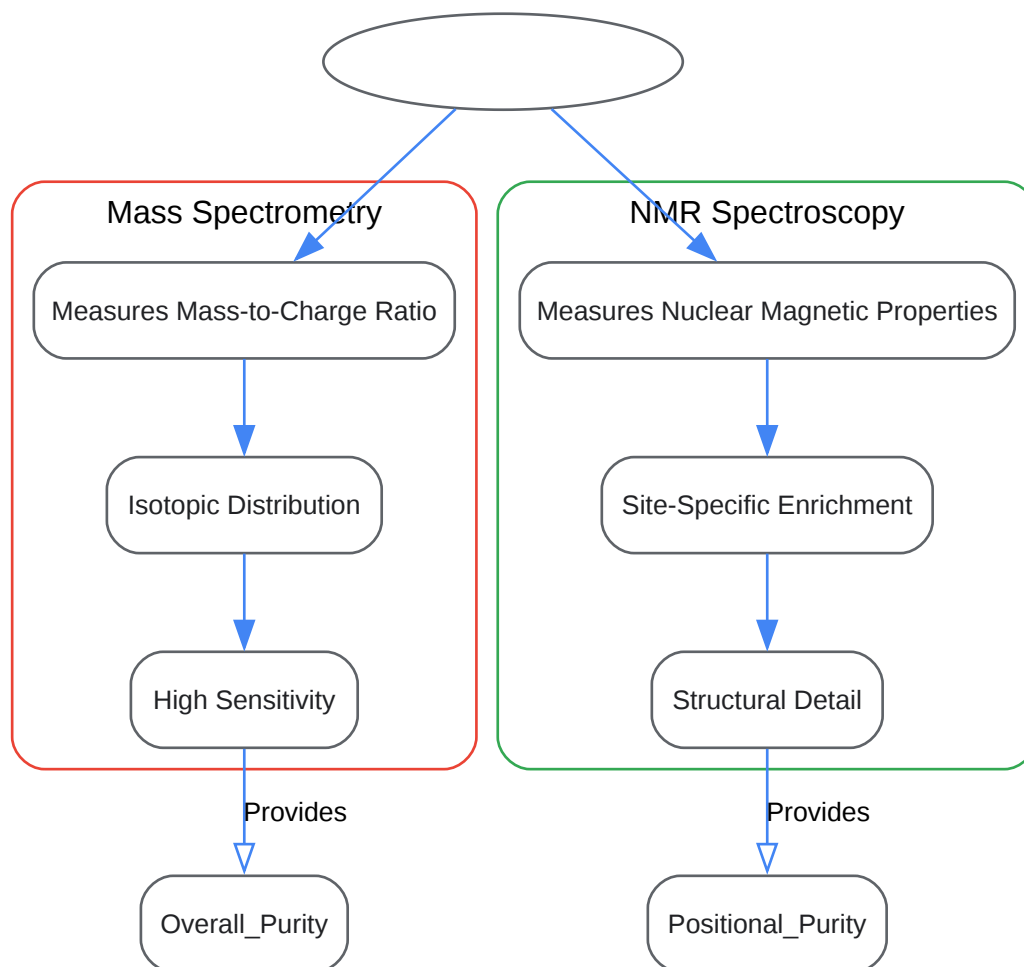 Mass Spectrometry
Measures Mass-to-Charge Ratio
Isotopic Distribution
High Sensitivity
Provides
Overall_Purity
NMR Spectroscopy
Measures Nuclear Magnetic Properties
Site-Specific Enrichment
Structural Detail
Provides
Positional_Purity